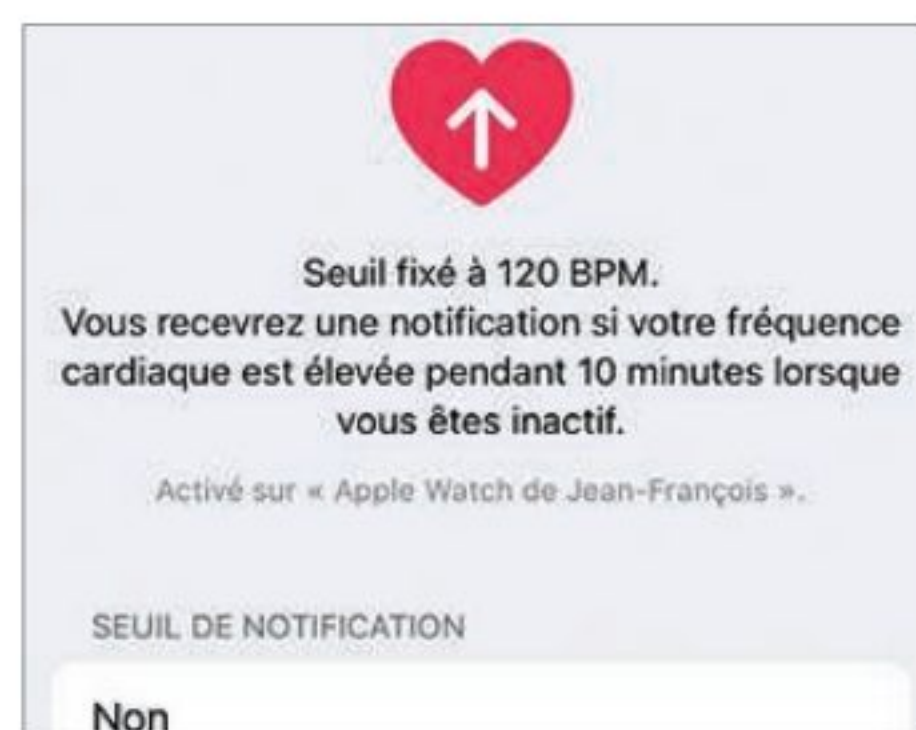 Seuil fixé à 120 BPM.
Vous recevrez une notification si votre fréquence
cardiaque est élevée pendant 10 minutes lorsque
vous êtes inactif.
Activé sur « Apple Watch de Jean-François ».
SEUIL DE NOTIFICATION
Non